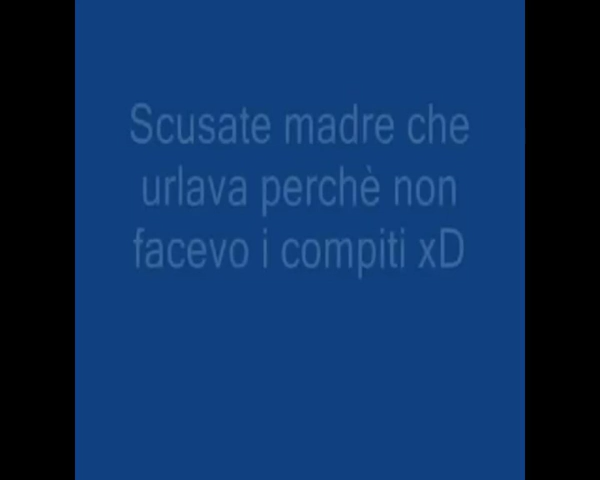 Scusate madre che
urlava perchè non
facevo i compiti xD